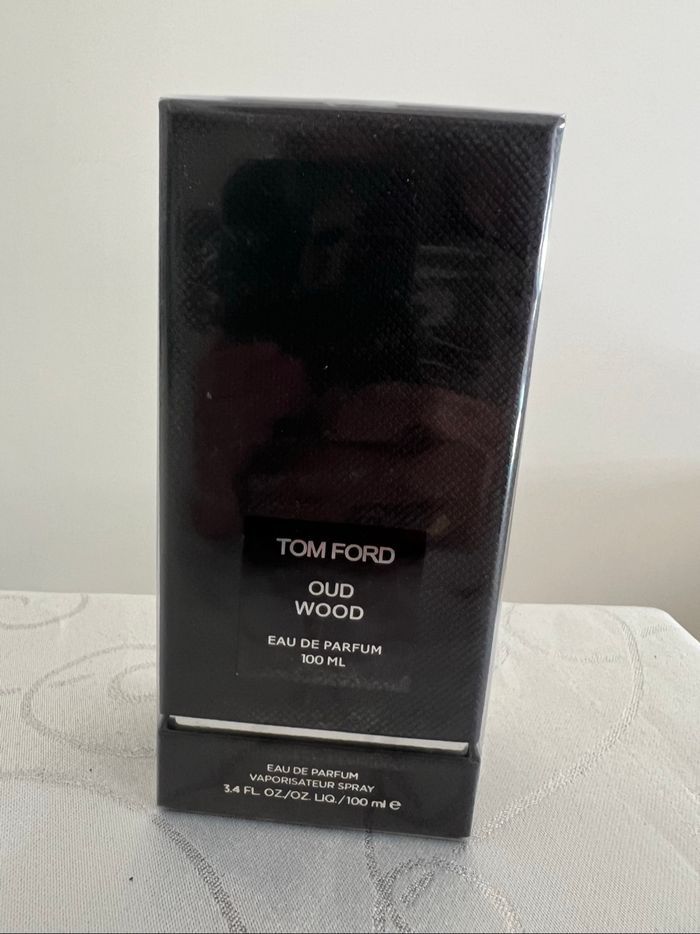 TOM FORD
OUD
WOOD
EAU DE PARFUM
100 ML
EAU DE PARFUM
VAPORISATEUR SPRAY
3.4 FL. OZ./OZ. LIQ./100 ml ℮